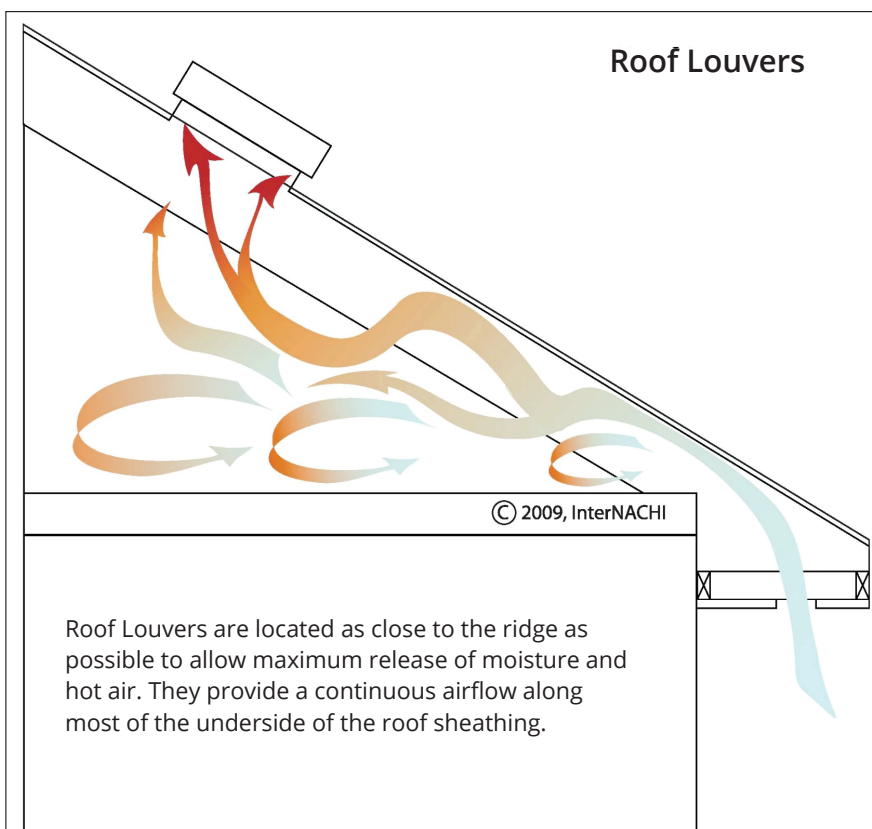 Roof Louvers
© 2009, InterNACHI
Roof Louvers are located as close to the ridge as
possible to allow maximum release of moisture and
hot air. They provide a continuous airflow along
most of the underside of the roof sheathing.